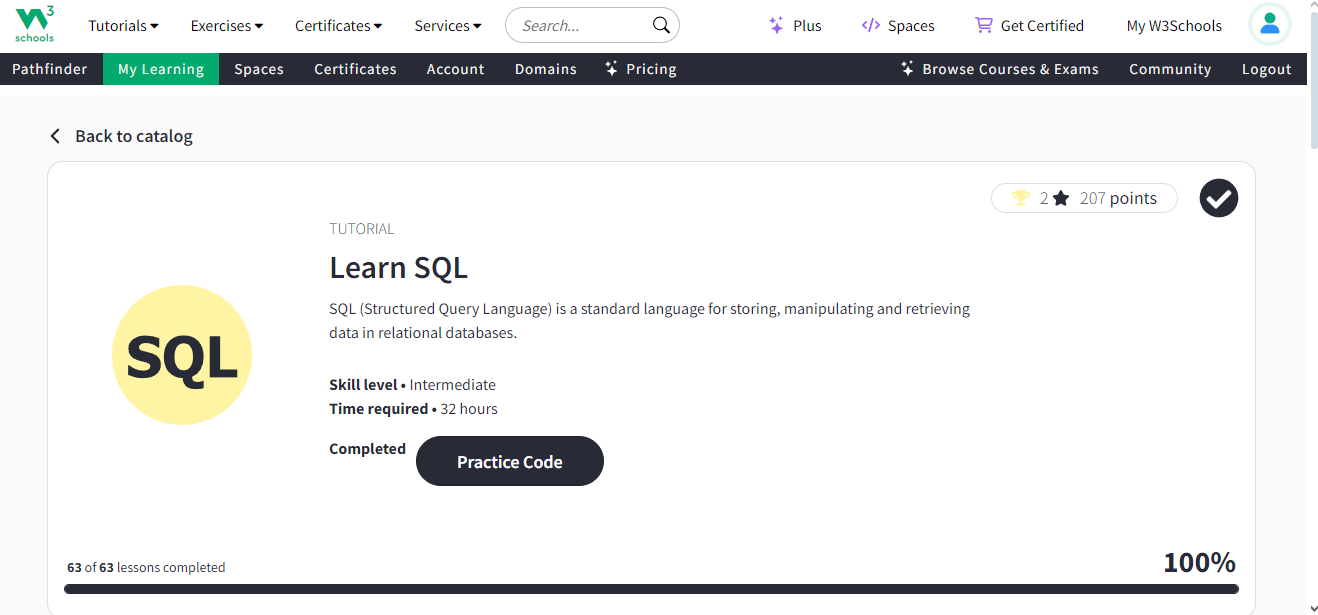 W3 schools
Tutorials Exercises Certificates Services Search... Plus Spaces Get Certified My W3Schools
Pathfinder My Learning Spaces Certificates Account Domains Pricing Browse Courses & Exams Community Logout
Back to catalog
2 207 points
TUTORIAL
Learn SQL
SQL (Structured Query Language) is a standard language for storing, manipulating and retrieving
data in relational databases.
SQL
Skill level • Intermediate
Time required • 32 hours
Completed Practice Code
63 of 63 lessons completed 100%